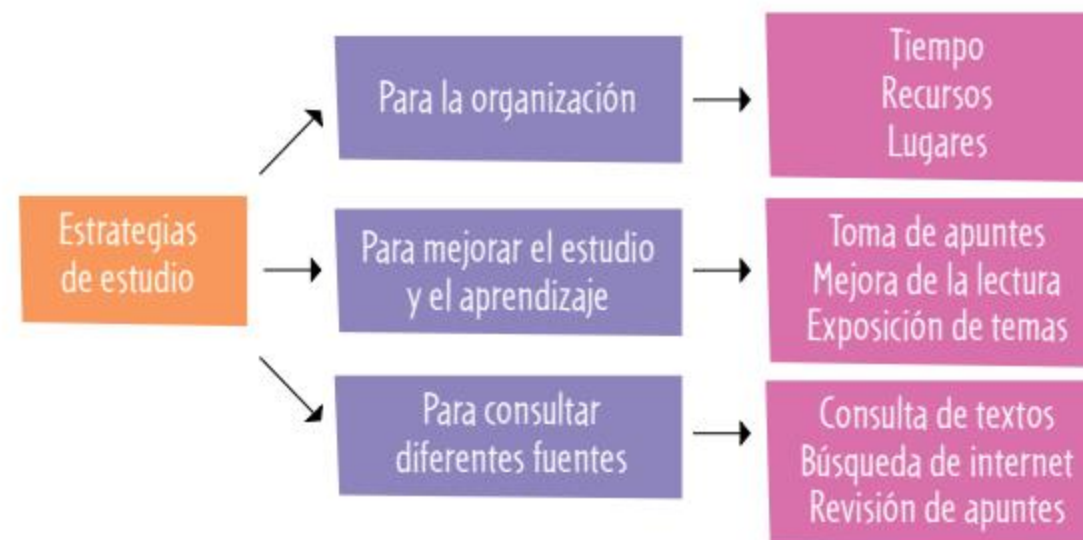 Estrategias
de estudio
Para la organización
Tiempo
Recursos
Lugares
Para mejorar el estudio
y el aprendizaje
Toma de apuntes
Mejora de la lectura
Exposición de temas
Para consultar
diferentes fuentes
Consulta de textos
Búsqueda de internet
Revisión de apuntes